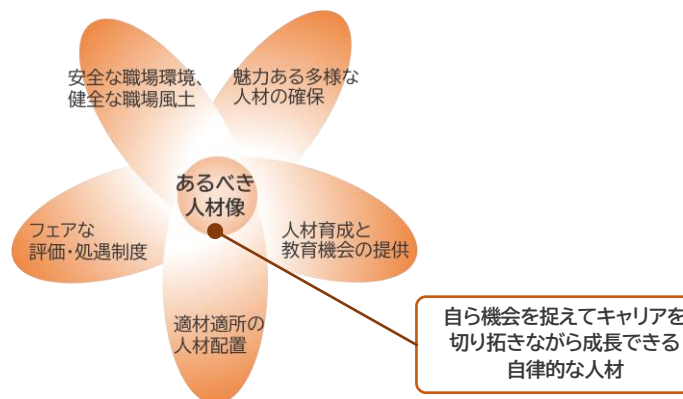 安全な職場環境、
健全な職場風土
魅力ある多様な
人材の確保
あるべき
人材像
フェアな
評価・処遇制度
人材育成と
教育機会の提供
適材適所の
人材配置
自ら機会を捉えてキャリアを
切り拓きながら成長できる
自律的な人材